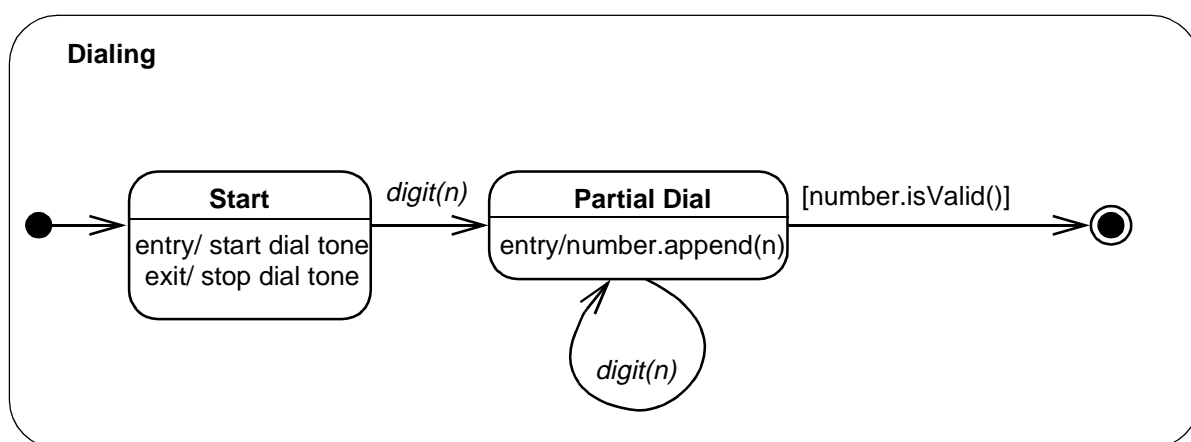 Dialing
Start
entry/ start dial tone
exit/ stop dial tone
digit(n)
Partial Dial
entry/number.append(n)
digit(n)
[number.isValid()]